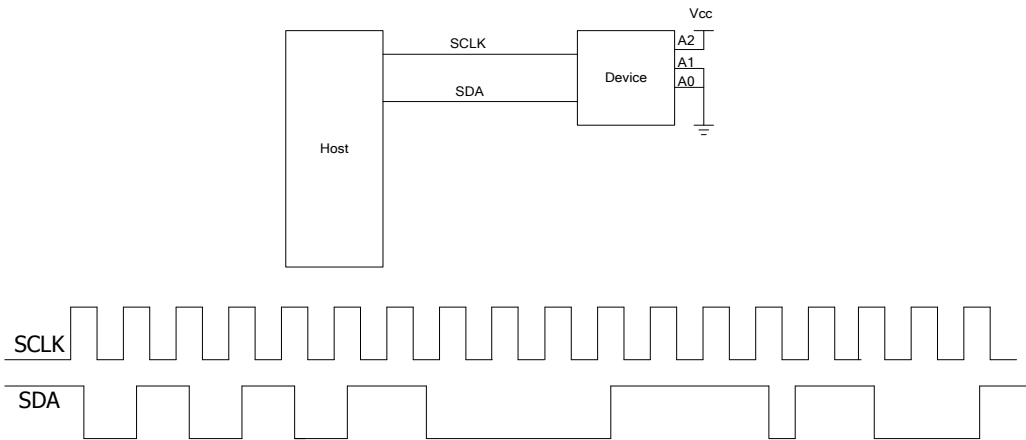 Vcc
SCLK
A2
A1
Device
A0
SDA
Host
SCLK
SDA